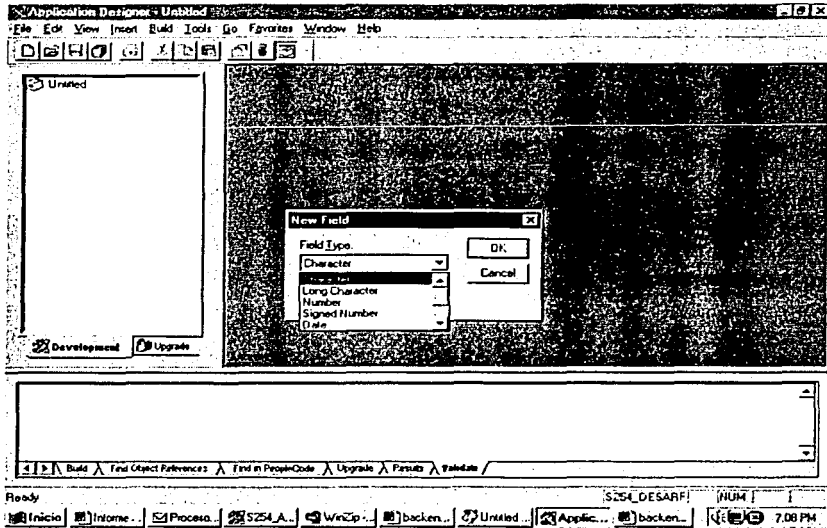 Application Designer - Untitled
File Edit View Insert Build Tools Go Favorites Window Help
Untitled
New Field
Field Type:
Character
OK
Cancel
Character
Long Character
Number
Signed Number
Date
Development Upgrade
Build Find Object References Find in PeopleCode Upgrade Results Validate
Ready NUM
Inicio Informe... Proceso... S254_A... WinZip... backen... Untitled... Applic... backen... 7:08 PM